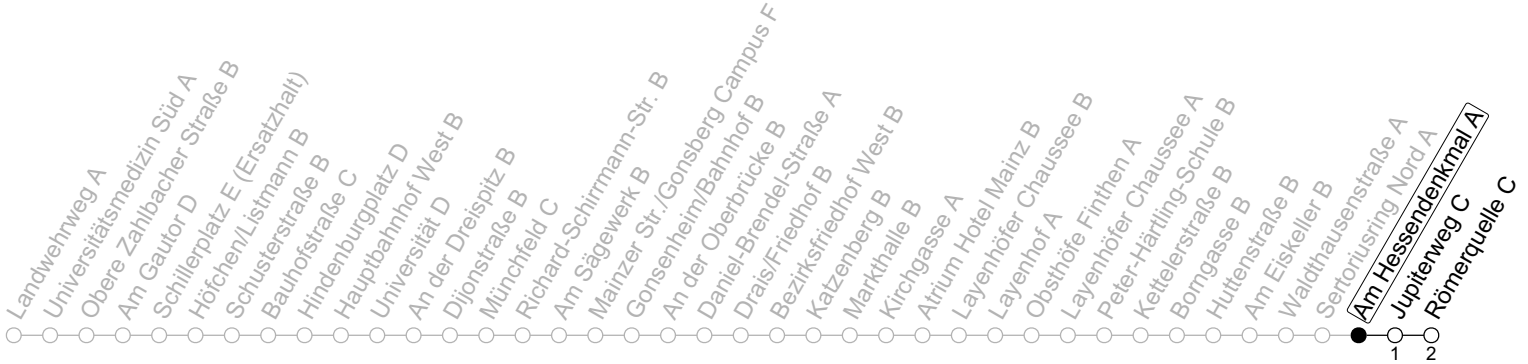 Landwehrweg A
Universitätsmedizin Süd A
Obere Zahlbacher Straße B
Am Gautor D
Schillerplatz E (Ersatzhalt)
Höfchen/Listmann B
Schusterstraße B
Bauhofstraße C
Hindenburgplatz D
Hauptbahnhof West B
Universität D
An der Dreispitz B
Dijonstraße B
Münchfeld C
Richard-Schirrmann-Str. B
Am Sägewerk B
Mainzer Str./Gonsberg Campus F
Gonsenheim/Bahnhof B
An der Oberbrücke B
Daniel-Brendel-Straße A
Drais/Friedhof B
Bezirksfriedhof West B
Katzenberg B
Markthalle B
Kirchgasse A
Atrium Hotel Mainz B
Layenhöfer Chaussee B
Layenhof A
Obsthöfe Finthen A
Layenhöfer Chaussee A
Peter-Härtling-Schule B
Kettelerstraße B
Borngasse B
Huttenstraße B
Am Eiskeller B
Waldthausenstraße A
Sertoriusring Nord A
Am Hessendenkmal A
Jupiterweg C
Römerquelle C
1
2